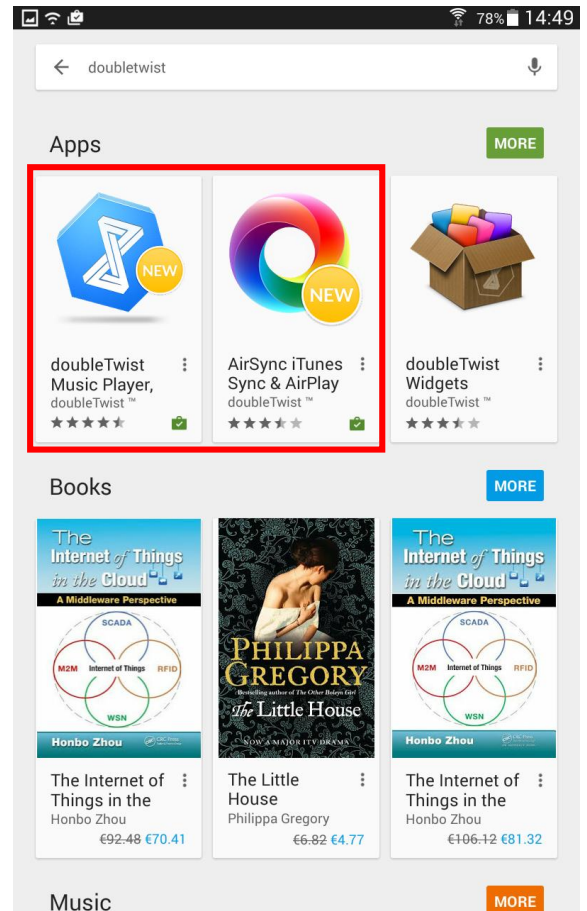 78% 14:49
doubletwist
Apps
MORE
NEW
NEW
doubleTwist
Music Player,
doubleTwist ™
AirSync iTunes
Sync & AirPlay
doubleTwist ™
doubleTwist
Widgets
doubleTwist ™
Books
MORE
The
Internet of Things
in the Cloud
A Middleware Perspective
SCADA
M2M Internet of Things RFID
WSN
Honbo Zhou
PHILIPPA
GREGORY
Bestselling author of The Other Boleyn Girl
The Little House
NOW A MAJOR ITV DRAMA
The
Internet of Things
in the Cloud
A Middleware Perspective
SCADA
M2M Internet of Things RFID
WSN
Honbo Zhou
The Internet of
Things in the
Honbo Zhou
€92.48 €70.41
The Little
House
Philippa Gregory
€6.82 €4.77
The Internet of
Things in the
Honbo Zhou
€106.12 €81.32
Music
MORE